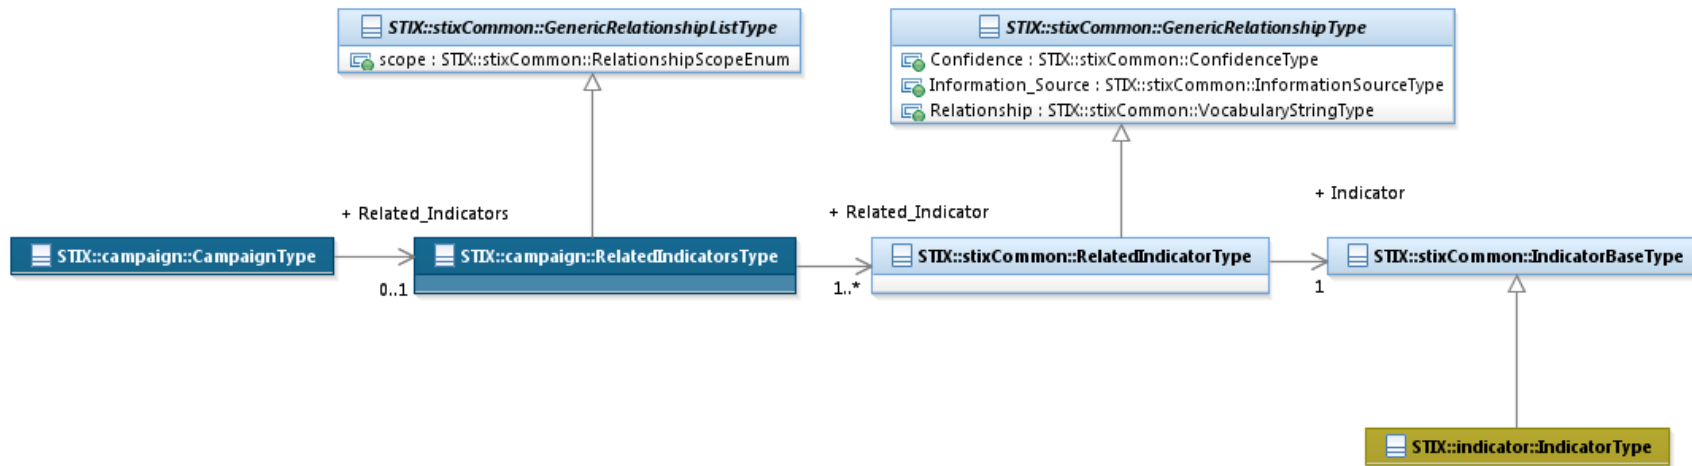 STIX::stixCommon::GenericRelationshipListType
scope : STIX::stixCommon::RelationshipScopeEnum
STIX::stixCommon::GenericRelationshipType
Confidence : STIX::stixCommon::ConfidenceType
Information_Source : STIX::stixCommon::InformationSourceType
Relationship : STIX::stixCommon::VocabularyStringType
+ Related_Indicators
+ Related_Indicator
+ Indicator
STIX::campaign::CampaignType
STIX::campaign::RelatedIndicatorsType
STIX::stixCommon::RelatedIndicatorType
STIX::stixCommon::IndicatorBaseType
0..1
1..*
1
STIX::indicator::IndicatorType